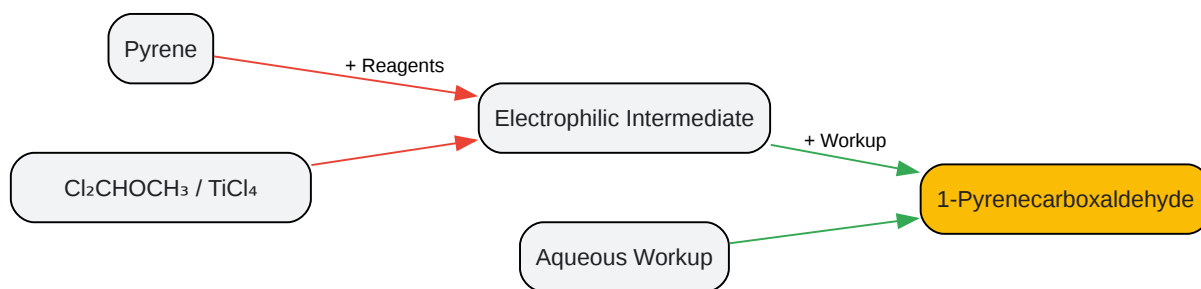 Pyrene
+ Reagents
Electrophilic Intermediate
Cl₂CHOCH₃ / TiCl₄
+ Workup
1-Pyrenecarboxaldehyde
Aqueous Workup